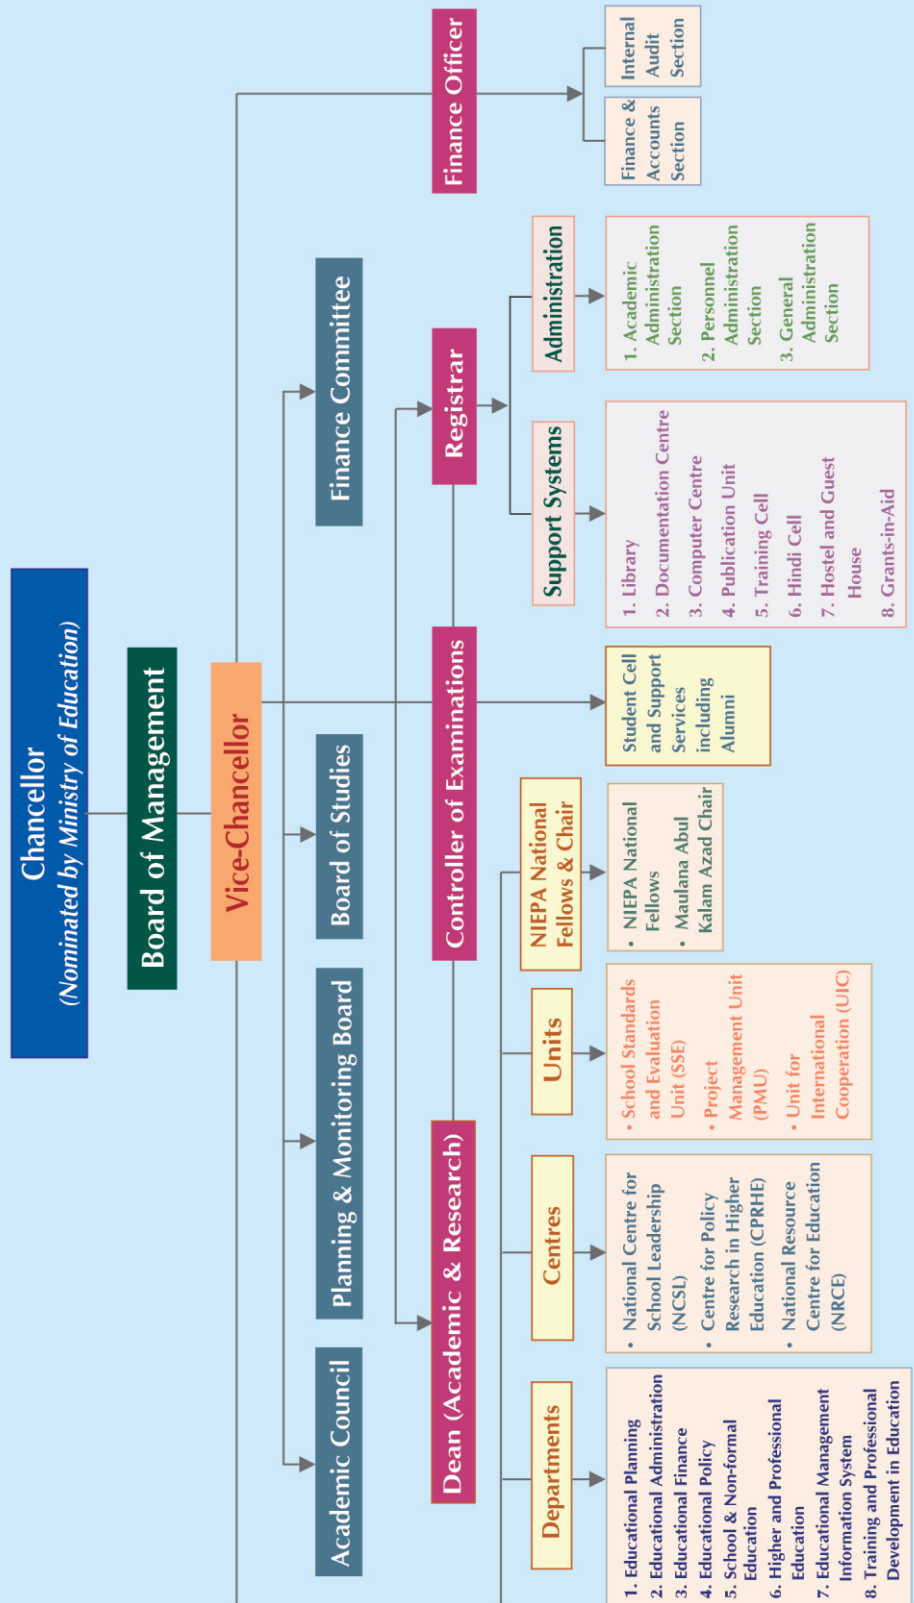 Chancellor
(Nominated by Ministry of Education)
Board of Management
Vice-Chancellor
Academic Council
Planning & Monitoring Board
Board of Studies
Finance Committee
Dean (Academic & Research)
Controller of Examinations
Registrar
Finance Officer
Departments
1. Educational Planning
2. Educational Administration
3. Educational Finance
4. Educational Policy
5. School & Non-formal
Education
6. Higher and Professional
Education
7. Educational Management
Information System
8. Training and Professional
Development in Education
Centres
• National Centre for
School Leadership
(NCSL)
• Centre for Policy
Research in Higher
Education (CPRHE)
• National Resource
Centre for Education
(NRCE)
Units
• School Standards
and Evaluation
Unit (SSE)
• Project
Management Unit
(PMU)
• Unit for
International
Cooperation (UIC)
NIEPA National
Fellows & Chair
• NIEPA National
Fellows
• Maulana Abul
Kalam Azad Chair
Student Cell
and Support
Services
including
Alumni
Support Systems
1. Library
2. Documentation Centre
3. Computer Centre
4. Publication Unit
5. Training Cell
6. Hindi Cell
7. Hostel and Guest
House
8. Grants-in-Aid
Administration
1. Academic
Administration
Section
2. Personnel
Administration
Section
3. General
Administration
Section
Finance &
Accounts
Section
Internal
Audit
Section